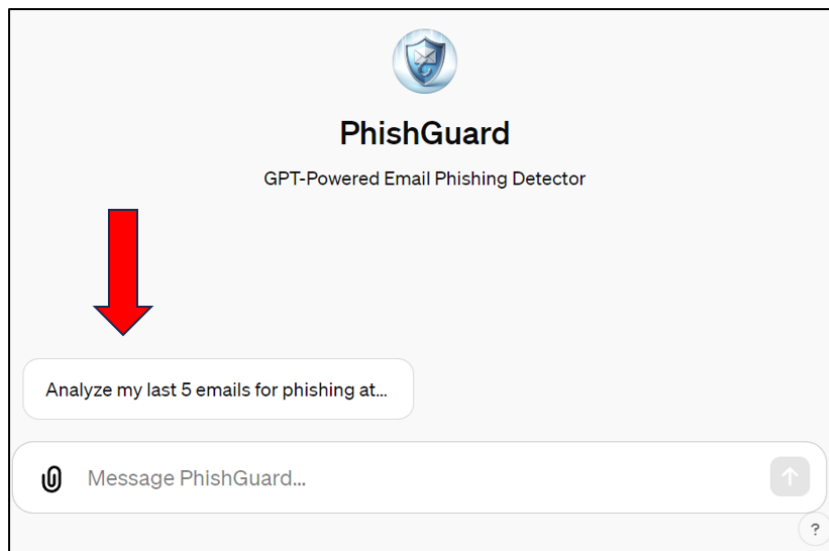 PhishGuard
GPT-Powered Email Phishing Detector
Analyze my last 5 emails for phishing at...
Message PhishGuard...
?